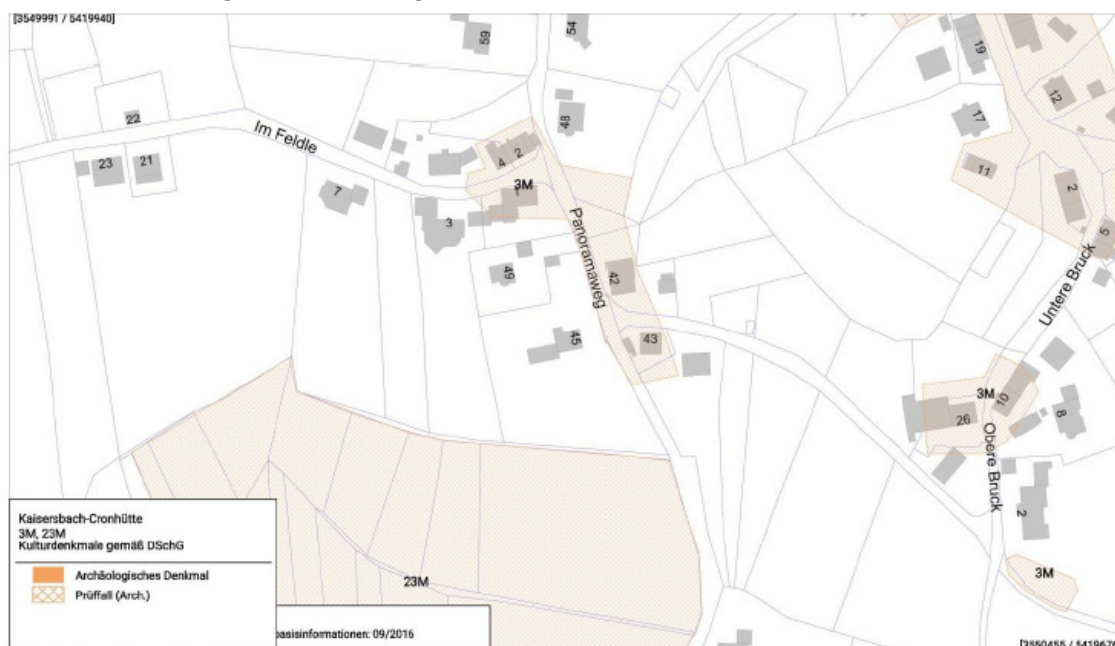 [3549991 / 5419940]
59
54
19
12
22
48
17
Im Feldle
4
2
23
21
11
7
1
3M
2
3
Panoramaweg
5
49
42
Untere Bruck
45
43
3M
10
26
8
Obere Bruck
2
Kaisersbach-Cronhütte
3M, 23M
Kulturdenkmale gemäß DSchG
Archäologisches Denkmal
Prüffall (Arch.)
23M
3M
basisinformationen: 09/2016